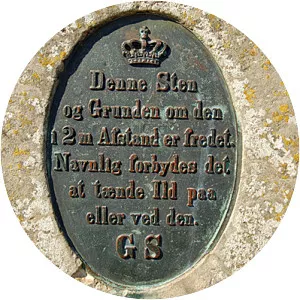 Denne Sten
og Grunden om den
i 2 m Afstand er fredet.
Navnlig forbydes det
at tænde Ild paa
eller ved den.
G S